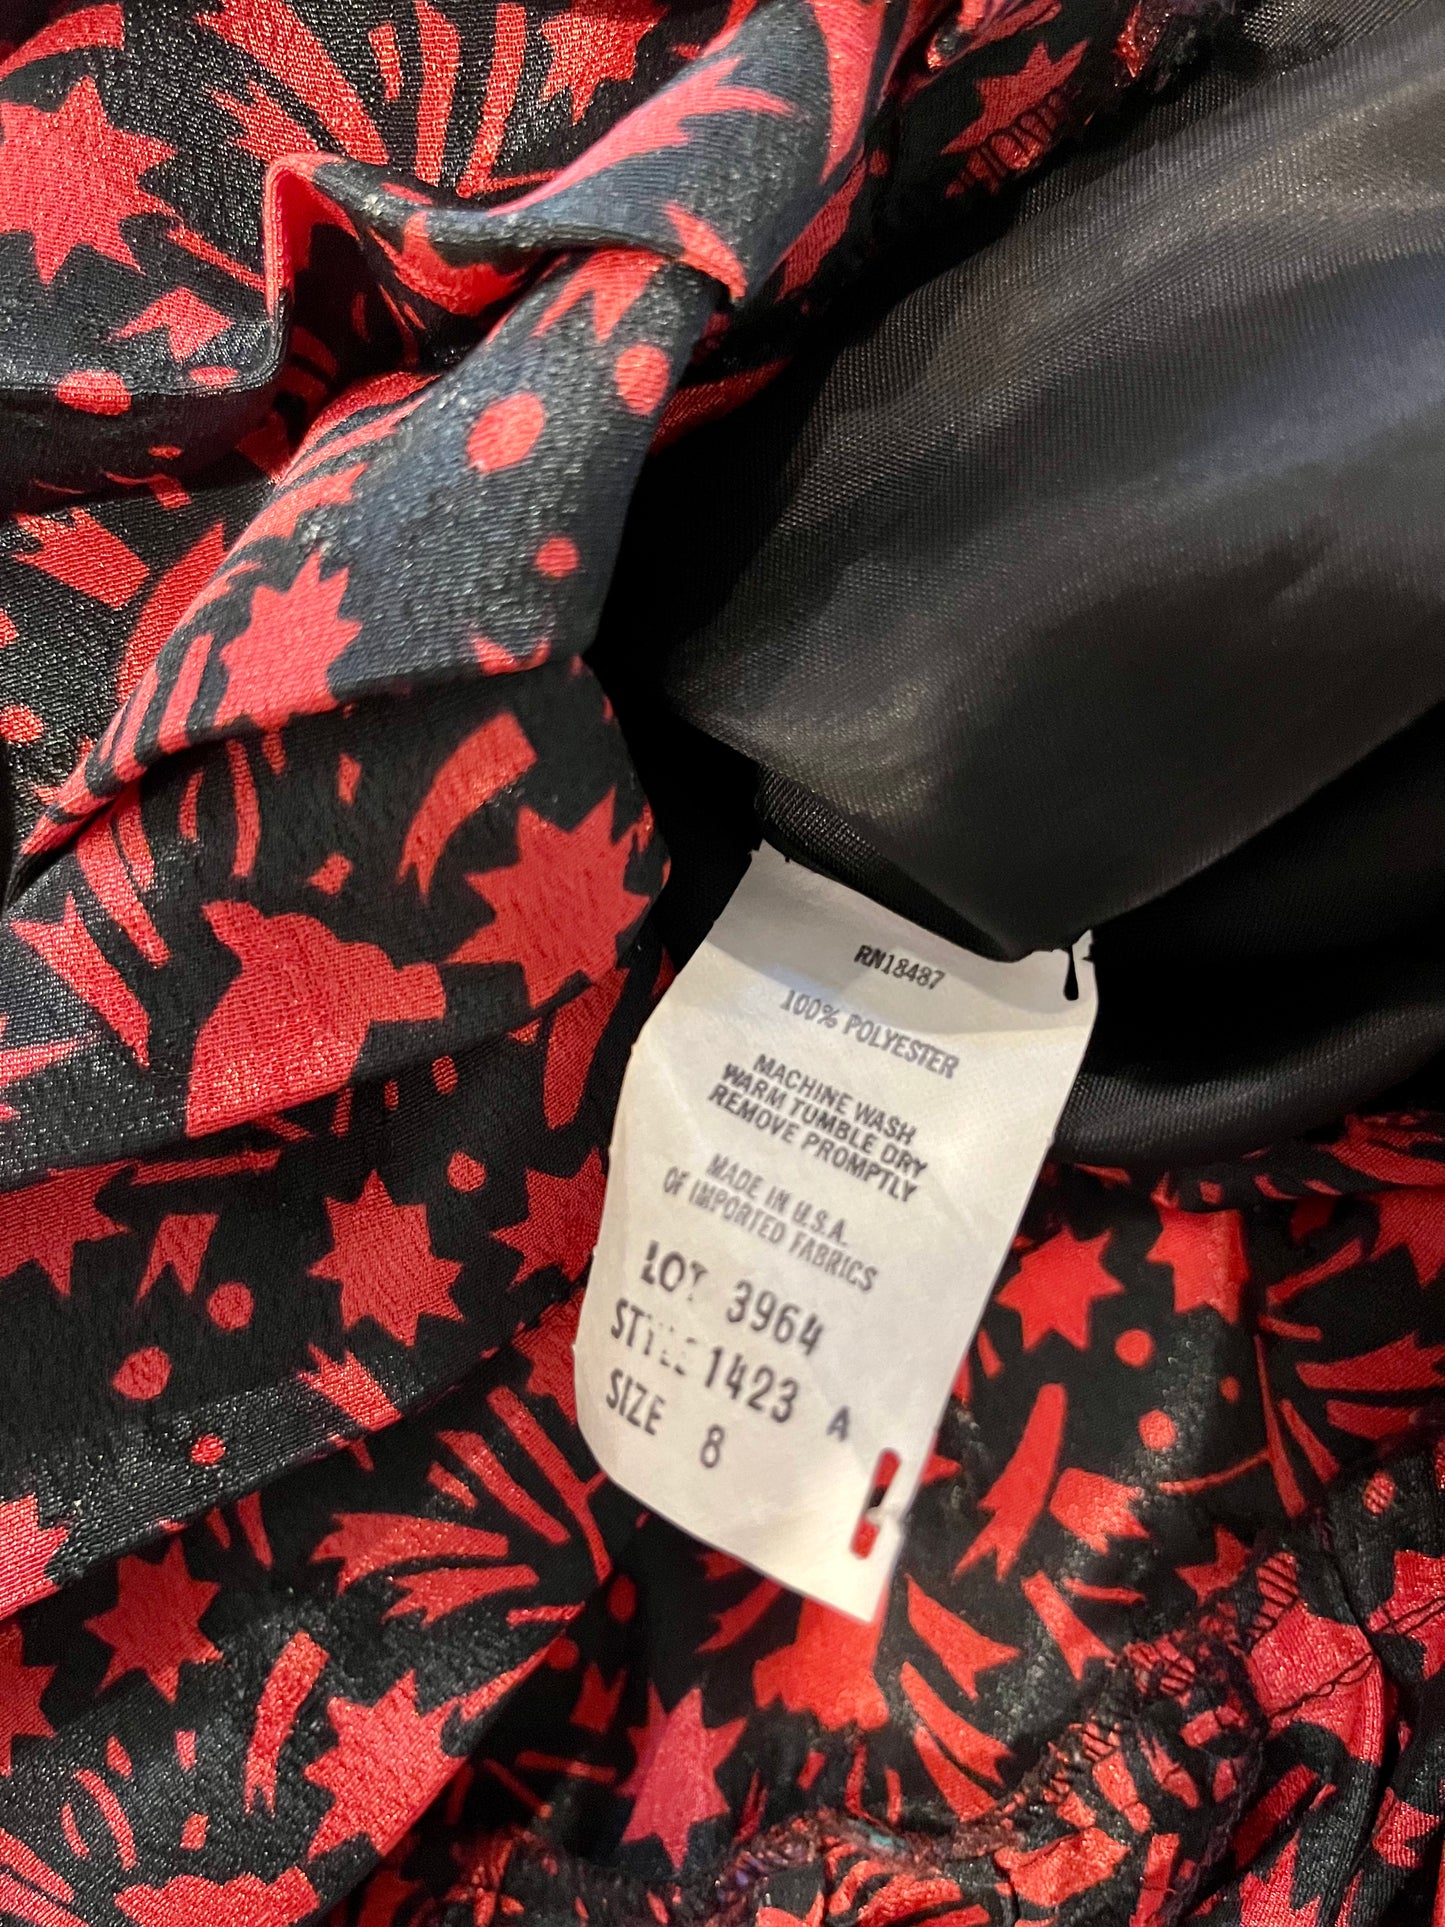 RN18487
100% POLYESTER
MACHINE WASH
WARM TUMBLE DRY
REMOVE PROMPTLY
MADE IN U.S.A.
OF IMPORTED FABRICS
LOT 3964
STYLE 1423 A
SIZE 8